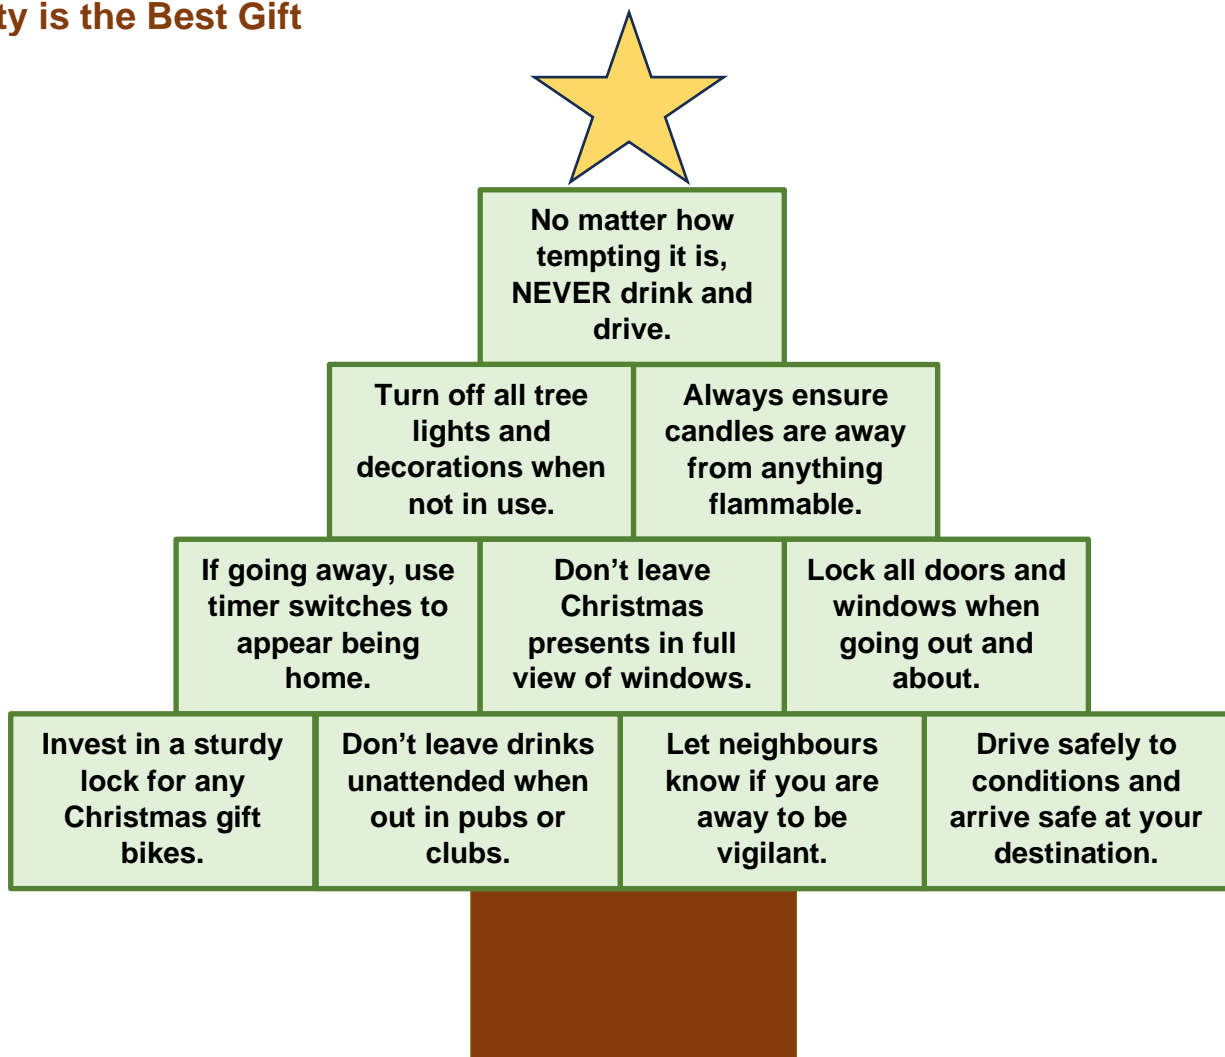 ty is the Best Gift
No matter how
tempting it is,
NEVER drink and
drive.
Turn off all tree
lights and
decorations when
not in use.
Always ensure
candles are away
from anything
flammable.
If going away, use
timer switches to
appear being
home.
Don’t leave
Christmas
presents in full
view of windows.
Lock all doors and
windows when
going out and
about.
Invest in a sturdy
lock for any
Christmas gift
bikes.
Don’t leave drinks
unattended when
out in pubs or
clubs.
Let neighbours
know if you are
away to be
vigilant.
Drive safely to
conditions and
arrive safe at your
destination.